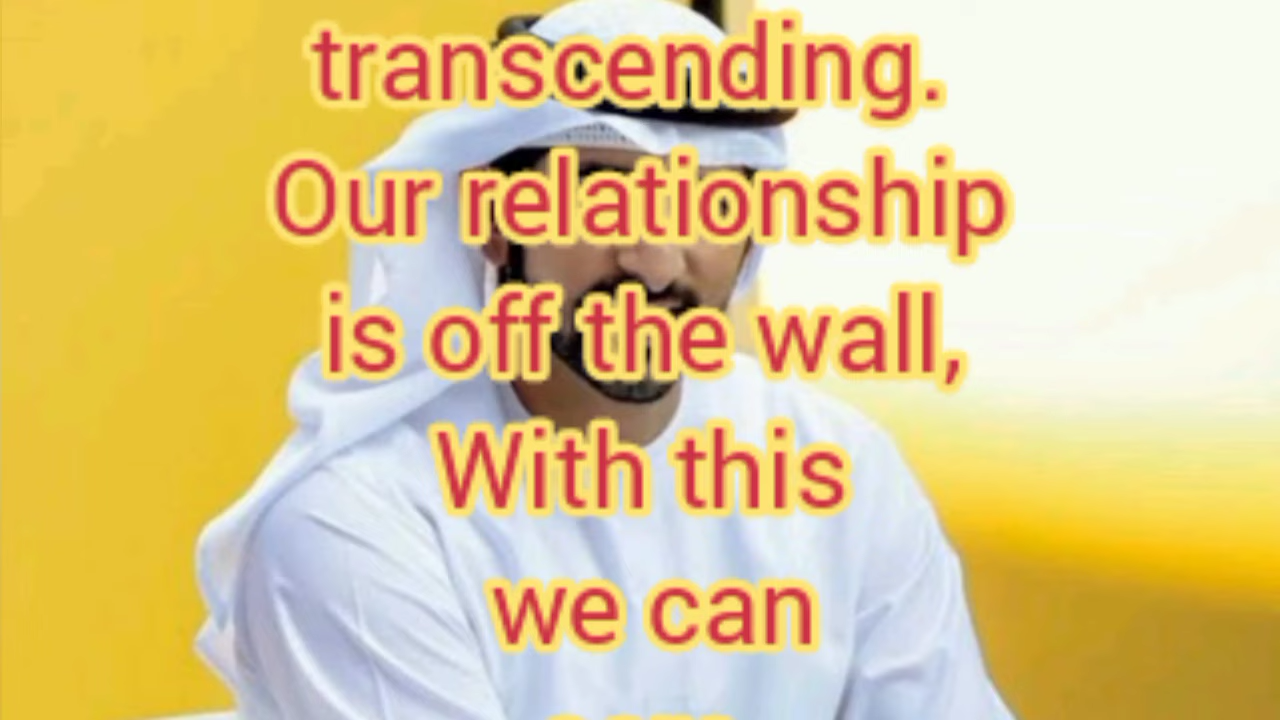 transcending.
Our relationship
is off the wall,
With this
we can